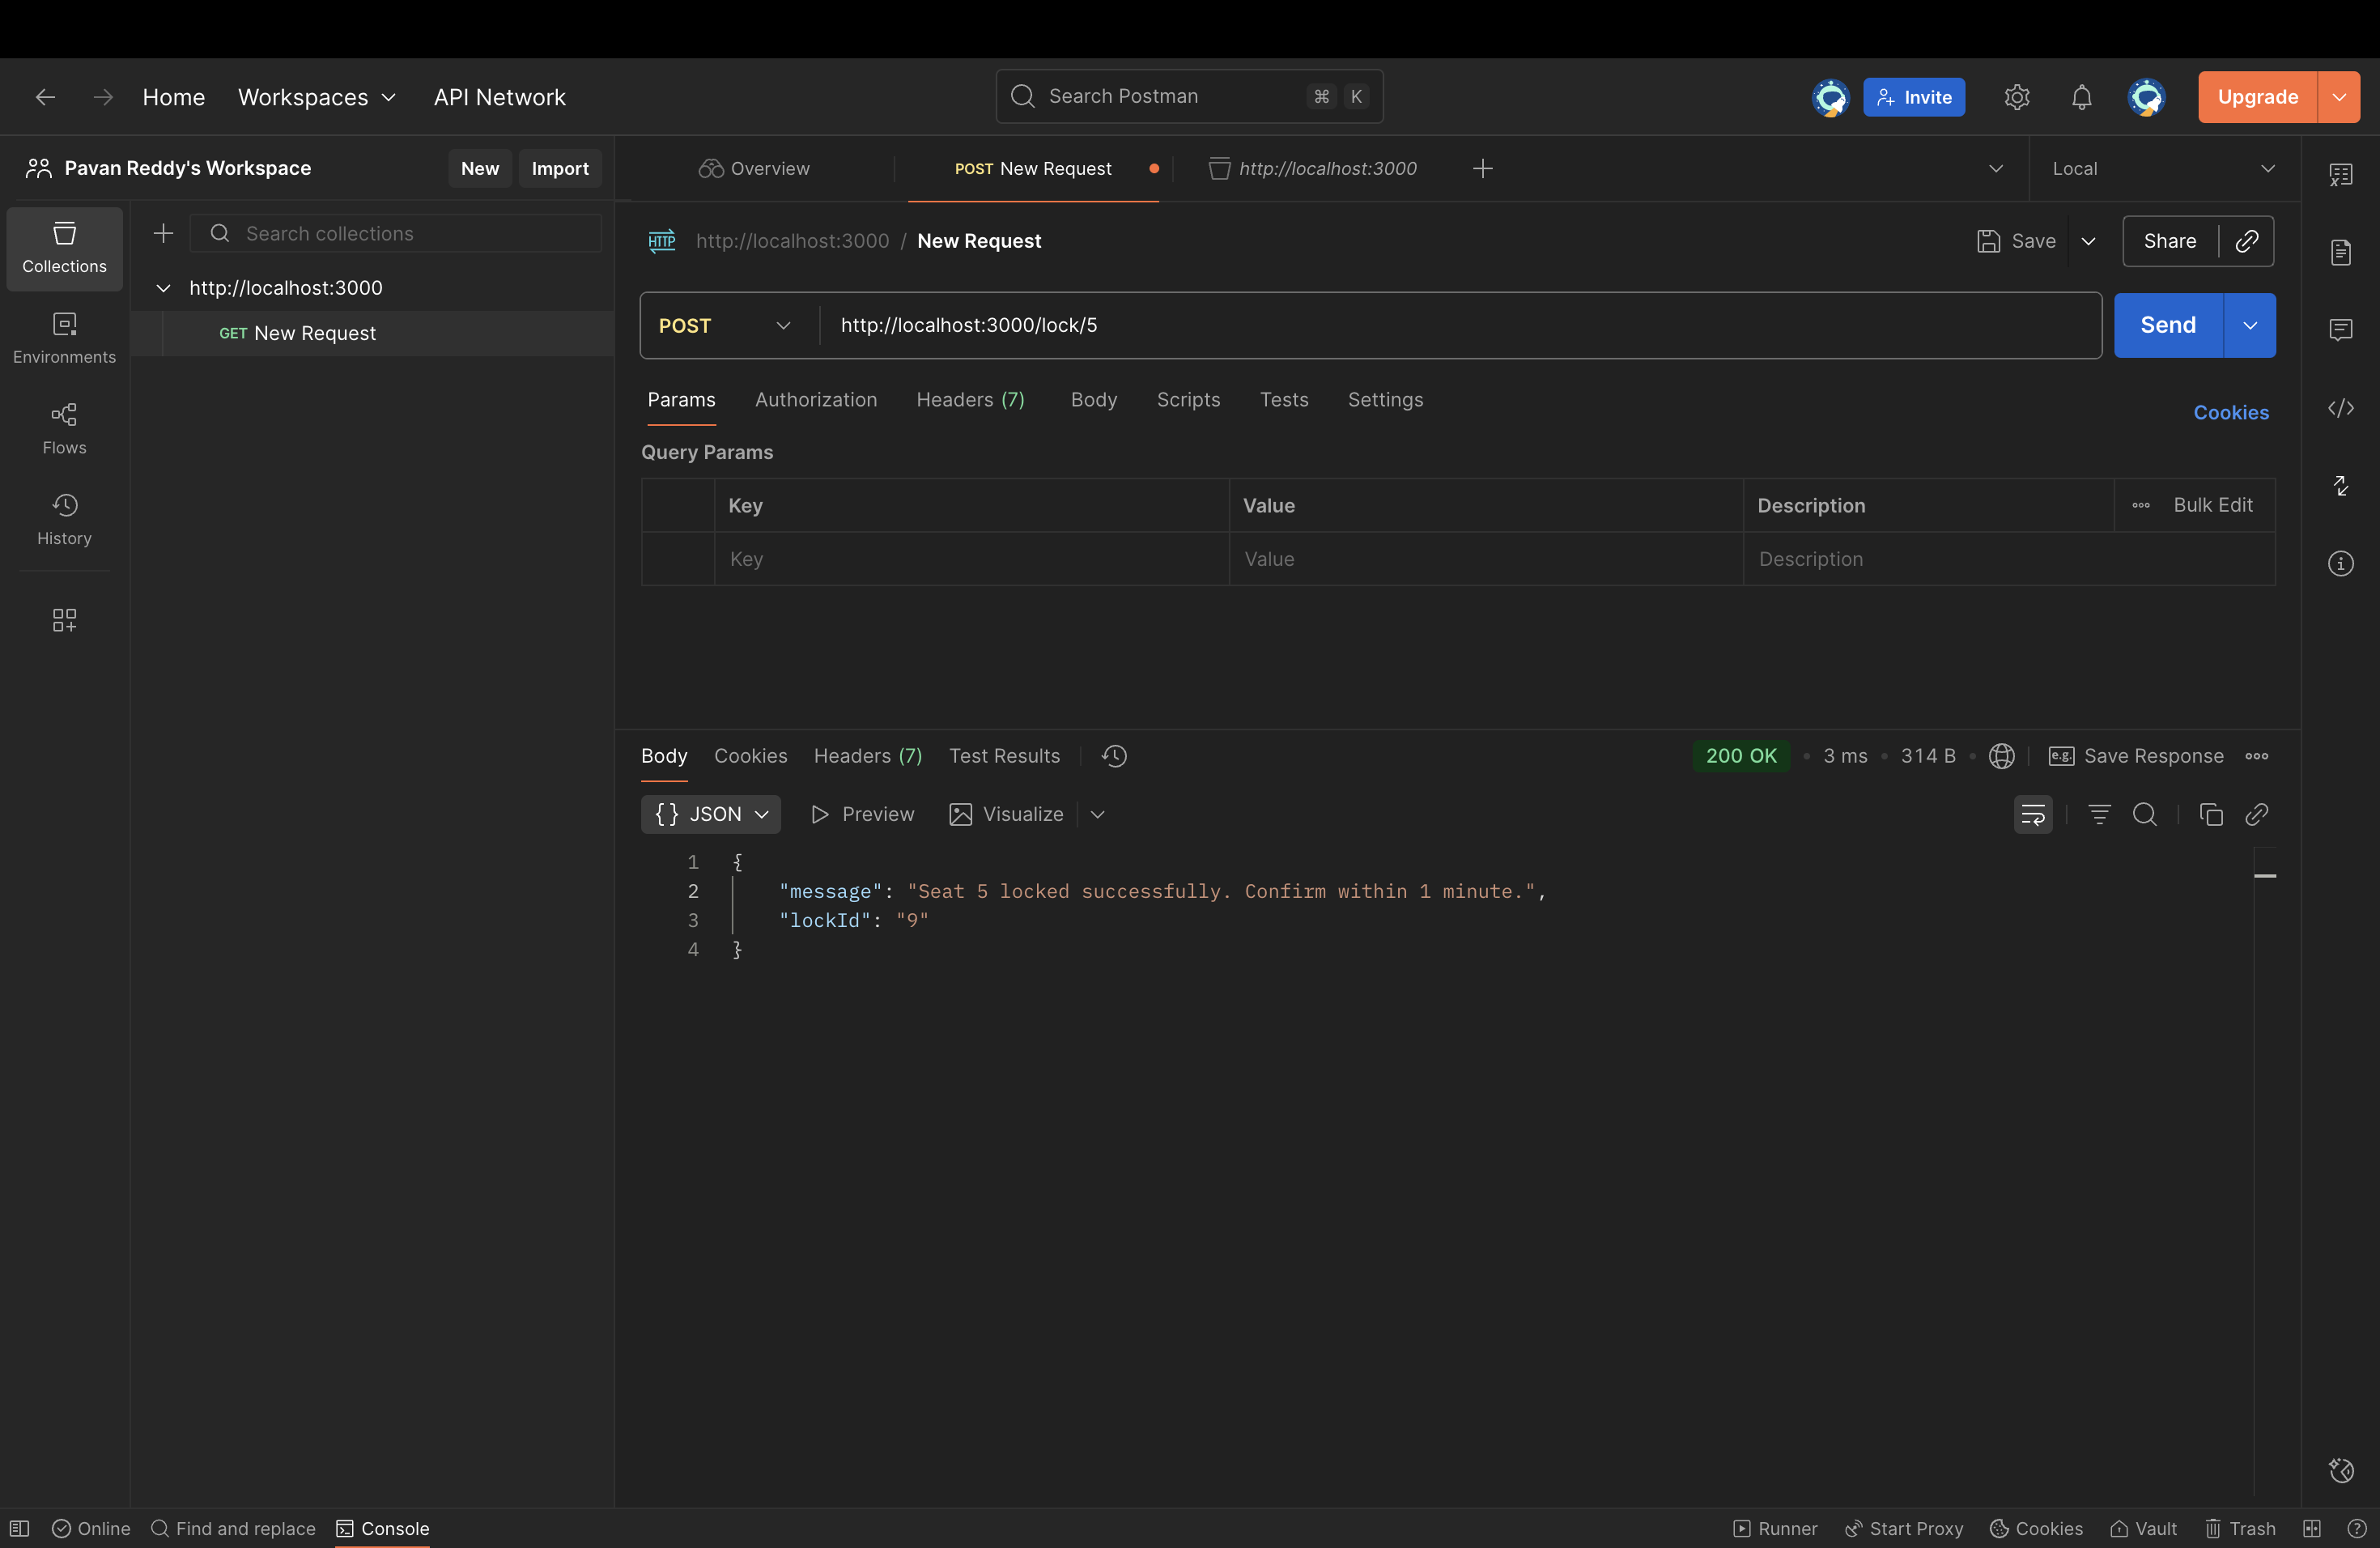 Home Workspaces API Network Search Postman ⌘ K Invite Upgrade
Pavan Reddy's Workspace New Import Overview POST New Request http://localhost:3000 Local
Search collections
Collections
Environments
Flows
History
http://localhost:3000
GET New Request
HTTP http://localhost:3000 / New Request Save Share
POST http://localhost:3000/lock/5 Send
Params Authorization Headers (7) Body Scripts Tests Settings Cookies
Query Params
Key Value Description Bulk Edit
Key Value Description
Body Cookies Headers (7) Test Results 200 OK • 3 ms • 314 B • e.g. Save Response
{} JSON Preview Visualize
1 {
2 "message": "Seat 5 locked successfully. Confirm within 1 minute.",
3 "lockId": "9"
4 }
Online Find and replace Console Runner Start Proxy Cookies Vault Trash